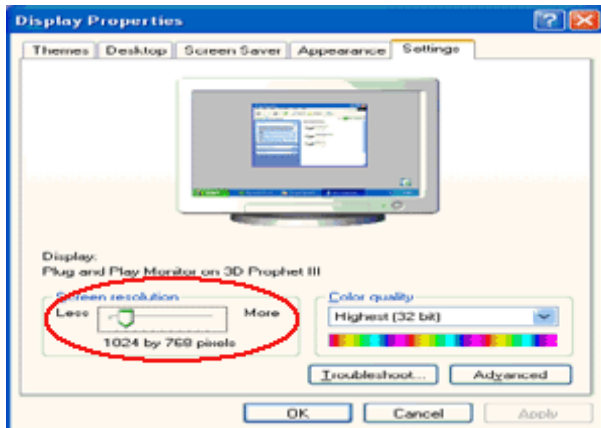 Display Properties
Themes Desktop Screen Saver Appearance Settings
Display:
Plug and Play Monitor on 3D Prophet III
Screen resolution
Less More
1024 by 768 pixels
Color quality
Highest (32 bit)
Troubleshoot... Advanced
OK Cancel Apply